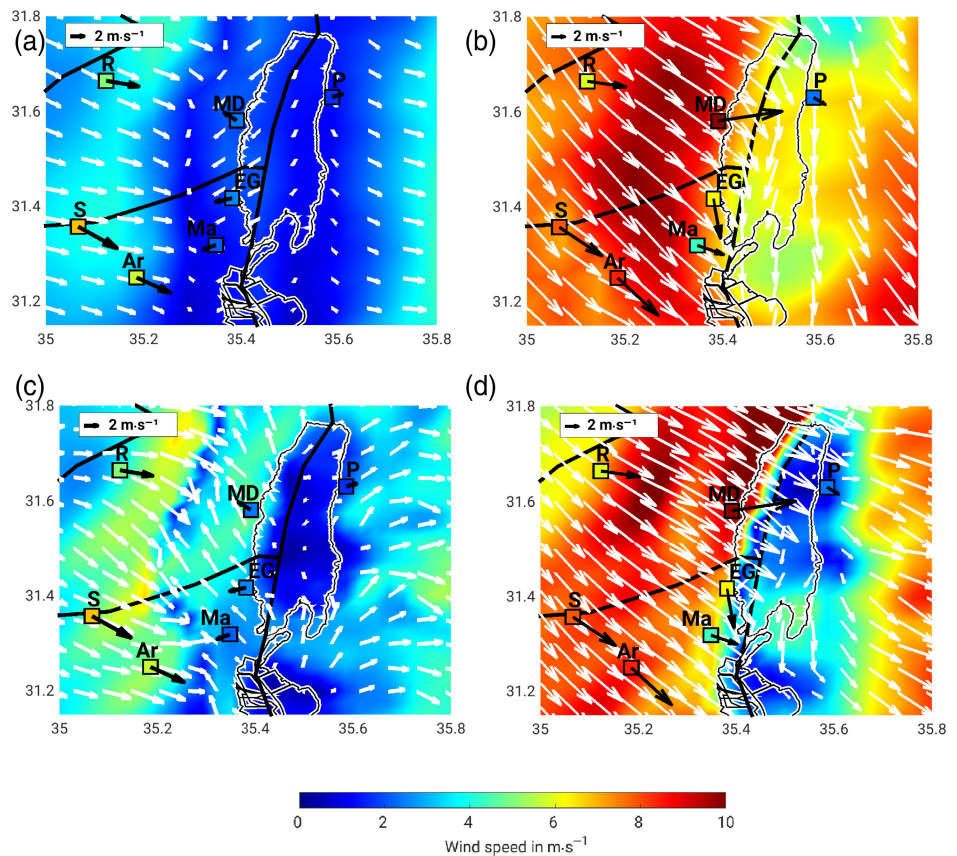 (a)
31.8
31.6
31.4
31.2
2 m·s⁻¹
R
P
MD
EG
S
Ma
Ar
35
35.2
35.4
35.6
35.8
(b)
31.8
31.6
31.4
31.2
2 m·s⁻¹
R
P
MD
EG
S
Ma
Ar
35
35.2
35.4
35.6
35.8
(c)
31.8
31.6
31.4
31.2
2 m·s⁻¹
R
P
MD
EG
S
Ma
Ar
35
35.2
35.4
35.6
35.8
(d)
31.8
31.6
31.4
31.2
2 m·s⁻¹
R
P
MD
EG
S
Ma
Ar
35
35.2
35.4
35.6
35.8
0 2 4 6 8 10
Wind speed in m·s⁻¹